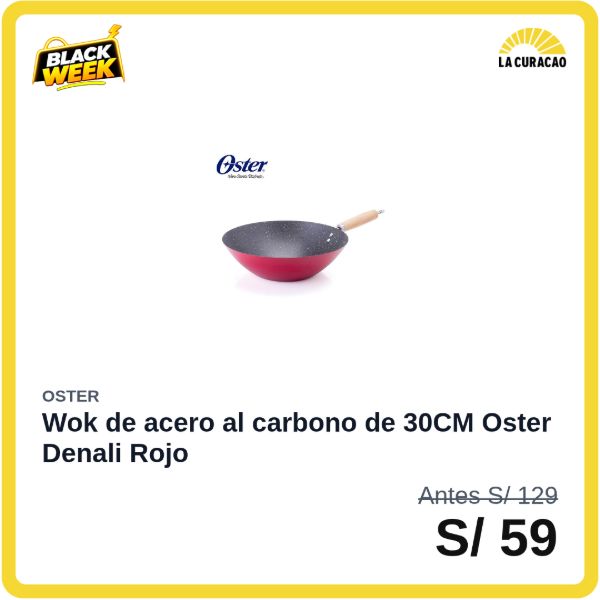 BLACK
WEEK
LA CURACAO
Oster
OSTER
Wok de acero al carbono de 30CM Oster
Denali Rojo
Antes S/ 129
S/ 59